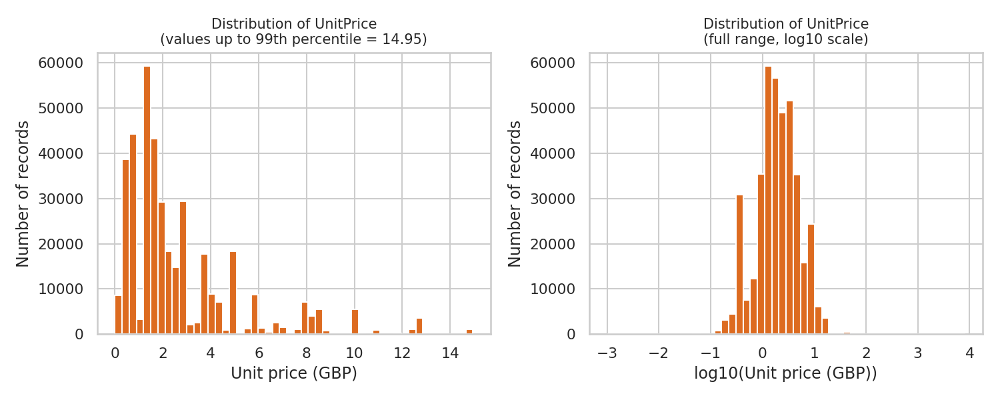 Distribution of UnitPrice
(values up to 99th percentile = 14.95)
Number of records
60000
50000
40000
30000
20000
10000
0
0 2 4 6 8 10 12 14
Unit price (GBP)
Distribution of UnitPrice
(full range, log10 scale)
Number of records
60000
50000
40000
30000
20000
10000
0
−3 −2 −1 0 1 2 3 4
log10(Unit price (GBP))